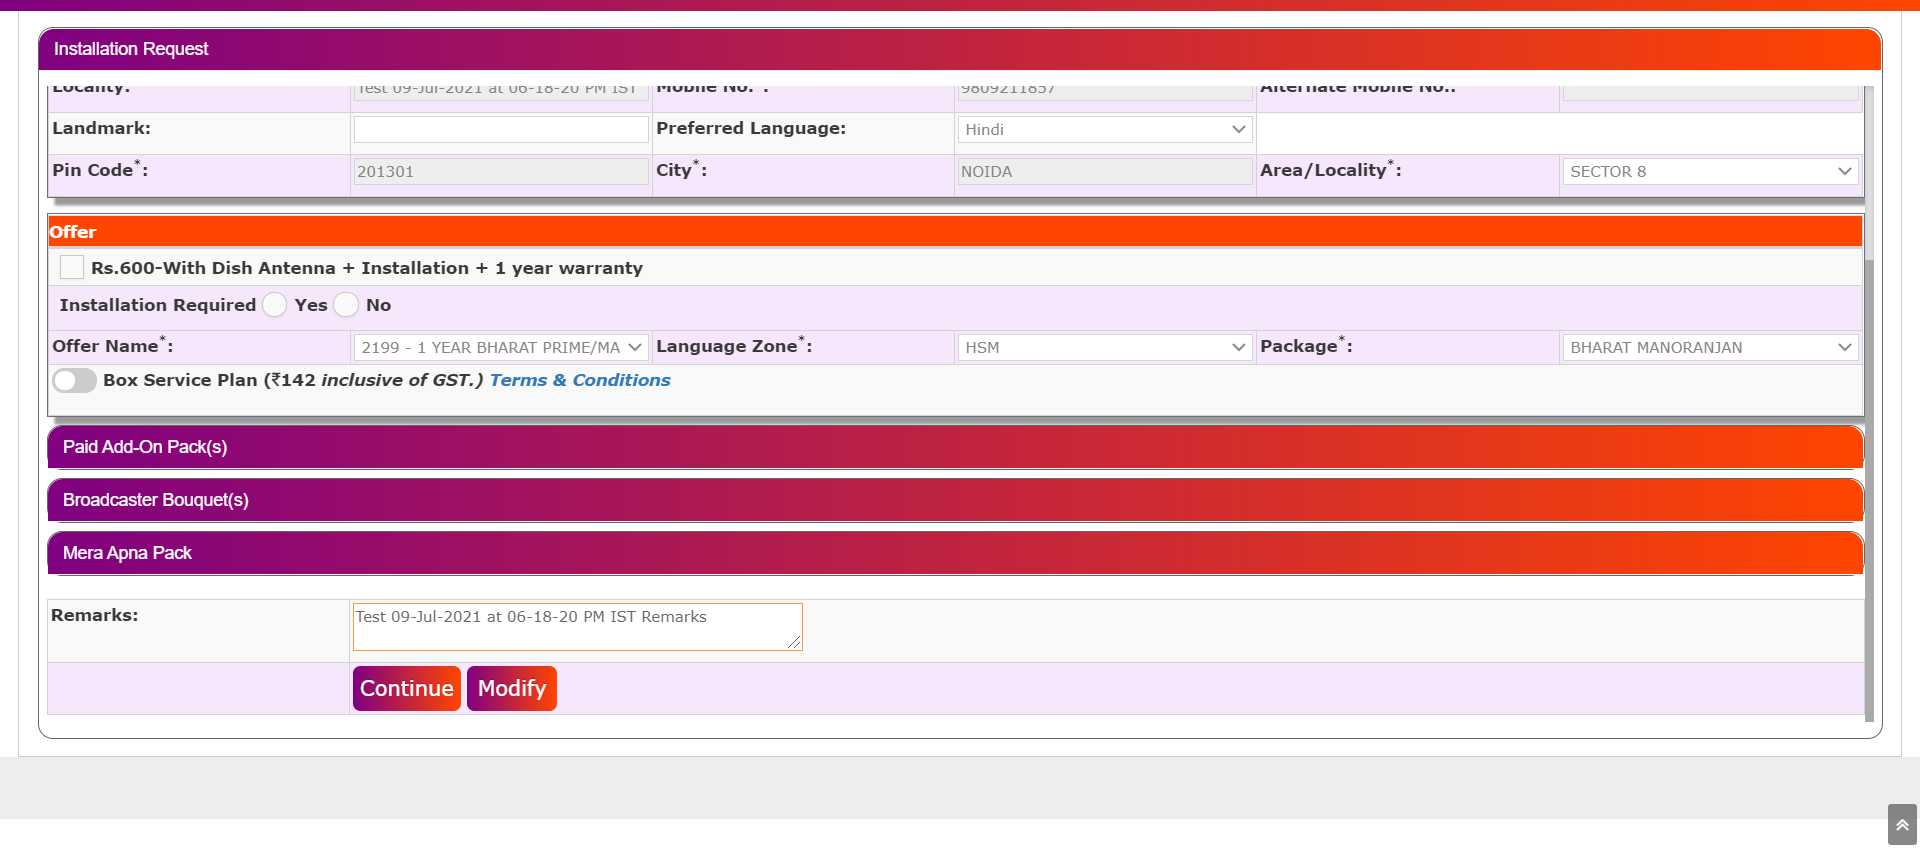 Installation Request
Locality: Test 09-Jul-2021 at 06-18-20 PM IST Mobile No.*: 9809211857 Alternate Mobile No.:
Landmark: Preferred Language: Hindi
Pin Code*: 201301 City*: NOIDA Area/Locality*: SECTOR 8
Offer
Rs.600-With Dish Antenna + Installation + 1 year warranty
Installation Required Yes No
Offer Name*: 2199 - 1 YEAR BHARAT PRIME/MA Language Zone*: HSM Package*: BHARAT MANORANJAN
Box Service Plan (₹142 inclusive of GST.) Terms & Conditions
Paid Add-On Pack(s)
Broadcaster Bouquet(s)
Mera Apna Pack
Remarks: Test 09-Jul-2021 at 06-18-20 PM IST Remarks
Continue Modify